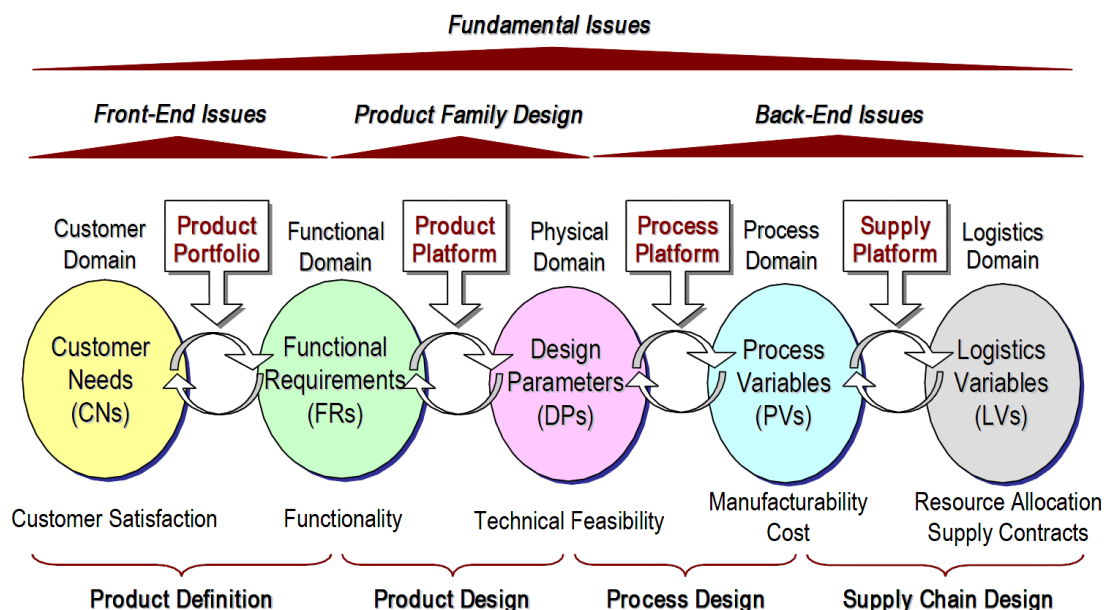 Fundamental Issues
Front-End Issues
Product Family Design
Back-End Issues
Customer
Domain
Product
Portfolio
Functional
Domain
Product
Platform
Physical
Domain
Process
Platform
Process
Domain
Supply
Platform
Logistics
Domain
Customer
Needs
(CNs)
Functional
Requirements
(FRs)
Design
Parameters
(DPs)
Process
Variables
(PVs)
Logistics
Variables
(LVs)
Customer Satisfaction
Functionality
Technical Feasibility
Manufacturability
Cost
Resource Allocation
Supply Contracts
Product Definition
Product Design
Process Design
Supply Chain Design